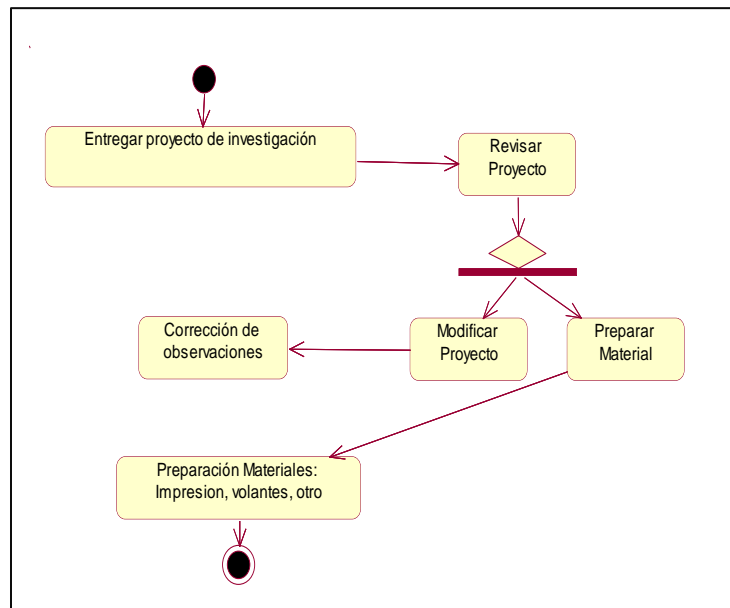 Entregar proyecto de investigación
Revisar
Proyecto
Corrección de
observaciones
Modificar
Proyecto
Preparar
Material
Preparación Materiales:
Impresion, volantes, otro